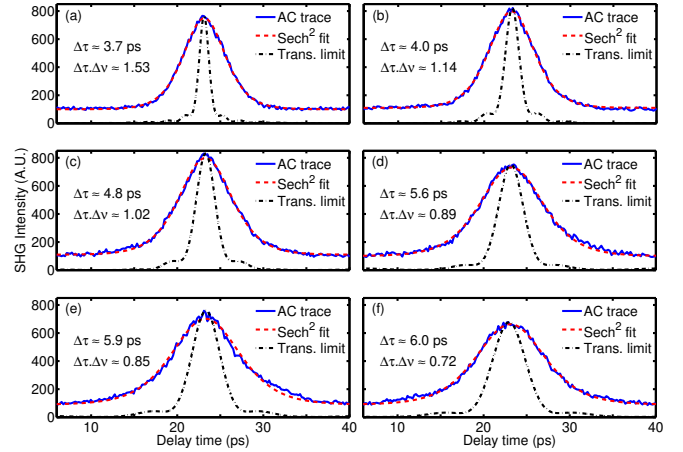 (a)
AC trace
Sech² fit
Trans. limit
Δτ ≈ 3.7 ps
Δτ.Δν ≈ 1.53
800
600
400
200
0
(b)
AC trace
Sech² fit
Trans. limit
Δτ ≈ 4.0 ps
Δτ.Δν ≈ 1.14
(c)
AC trace
Sech² fit
Trans. limit
Δτ ≈ 4.8 ps
Δτ.Δν ≈ 1.02
800
600
400
200
0
SHG Intensity (A.U.)
(d)
AC trace
Sech² fit
Trans. limit
Δτ ≈ 5.6 ps
Δτ.Δν ≈ 0.89
(e)
AC trace
Sech² fit
Trans. limit
Δτ ≈ 5.9 ps
Δτ.Δν ≈ 0.85
800
600
400
200
0
10 20 30 40
Delay time (ps)
(f)
AC trace
Sech² fit
Trans. limit
Δτ ≈ 6.0 ps
Δτ.Δν ≈ 0.72
10 20 30 40
Delay time (ps)